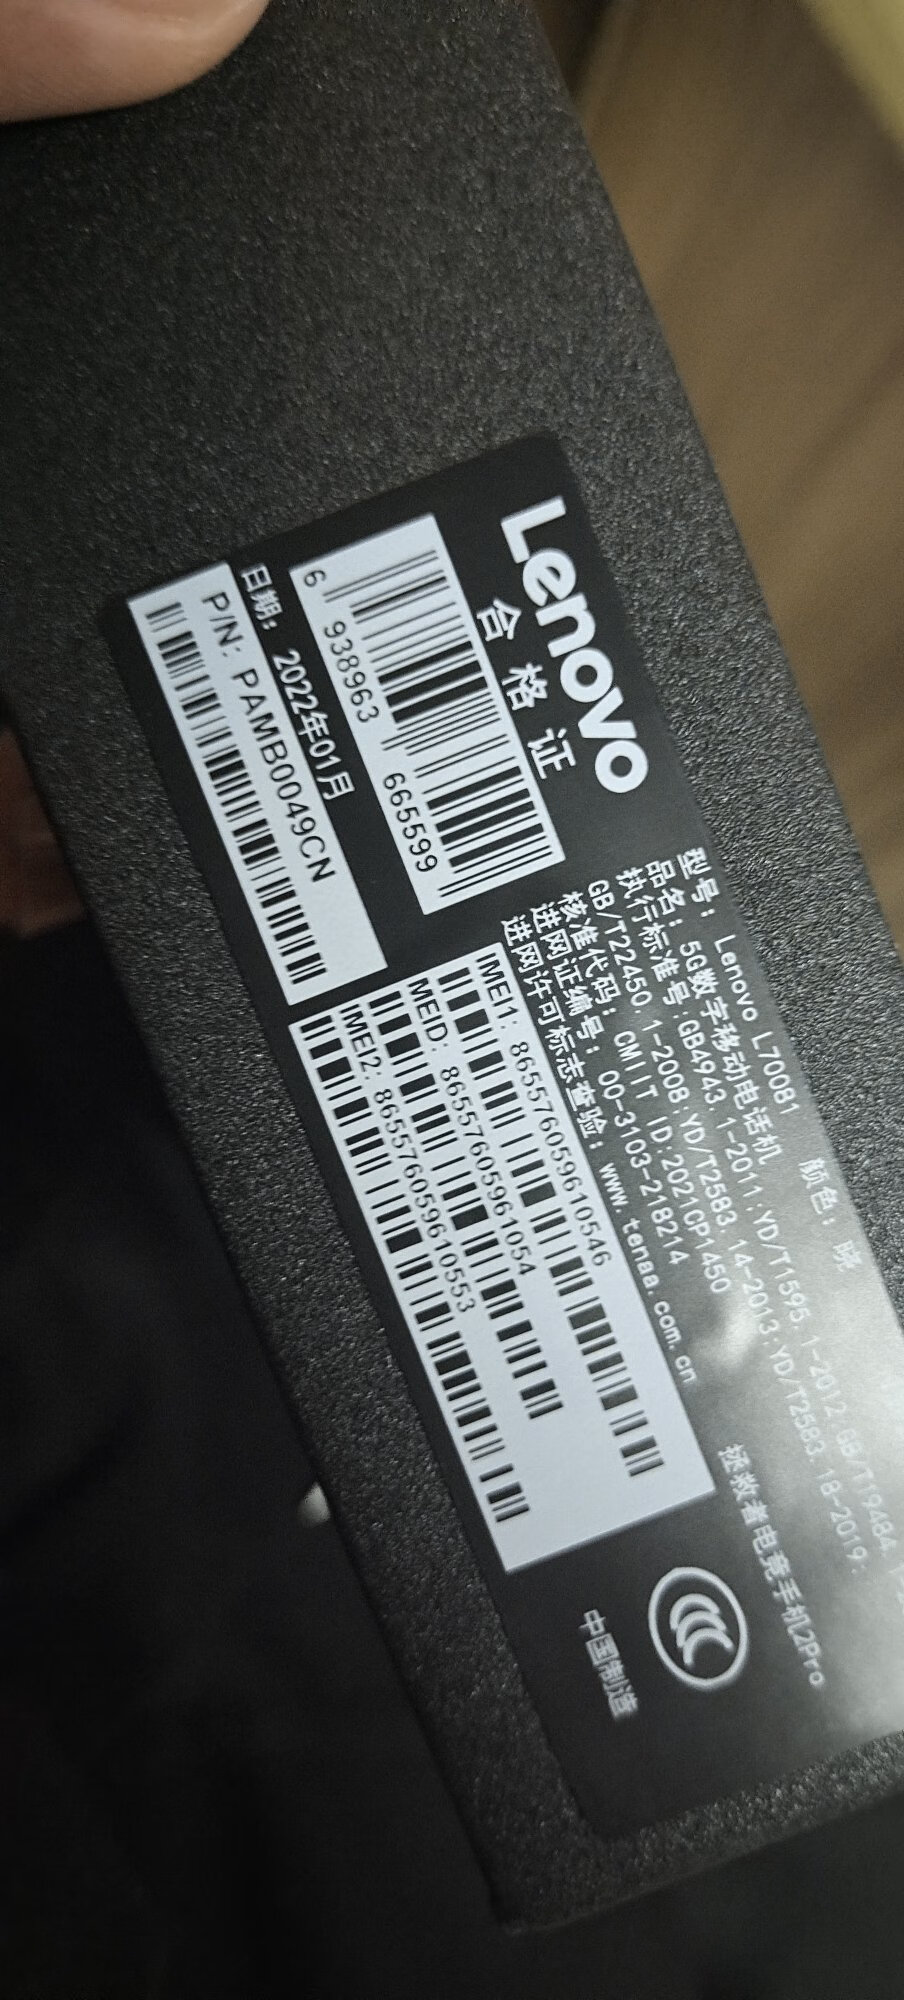 Lenovo
合格证
6 938963 665599
日期： 2022年01月
P/N: PAMB0049CN
型号： Lenovo L70081 颜色： 晓
品名： 5G数字移动电话机
执行标准号：GB4943.1-2011;YD/T1595.1-2012;GB/T19484.
GB/T22450.1-2008;YD/T2583.14-2013;YD/T2583.18-2019;
核准代码： CMIIT ID:2021CP1450
进网证编号： 00-3103-218214
进网许可标志查验： www.tenaa.com.cn
IMEI1: 865576059610546
MEID: 86557605961054
IMEI2: 865576059610553
拯救者电竞手机2Pro
CCC
中国制造